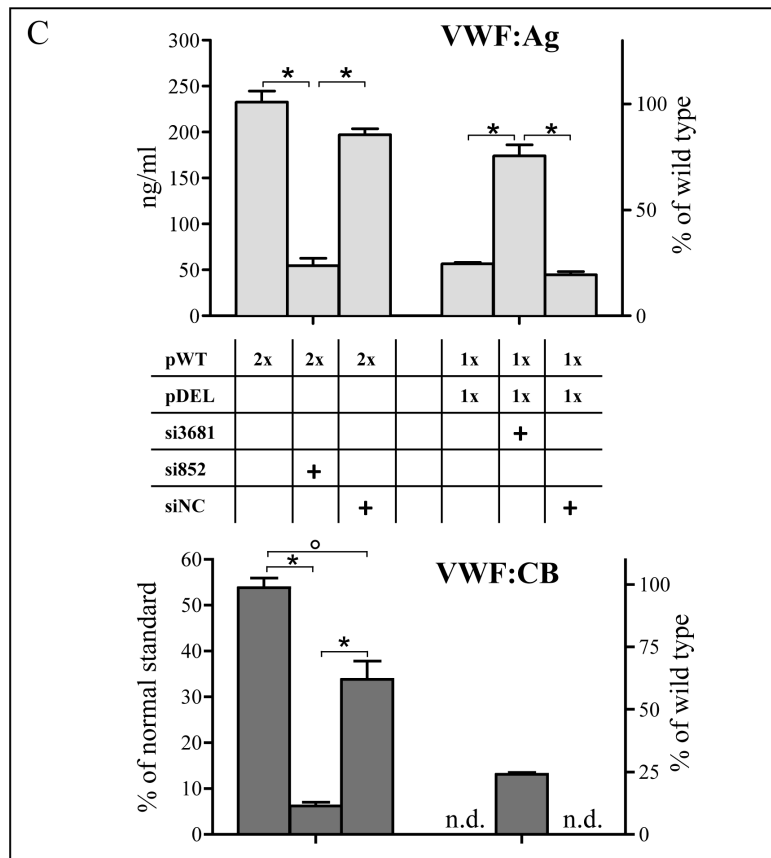 C
VWF:Ag
300
250
200
150
100
50
0
ng/ml
* * * *
100
50
0
% of wild type
pWT 2x 2x 2x 1x 1x 1x
pDEL 1x 1x 1x
si3681 +
si852 +
siNC + +
VWF:CB
60
50
40
30
20
10
0
% of normal standard
° * *
n.d. n.d.
100
75
50
25
0
% of wild type